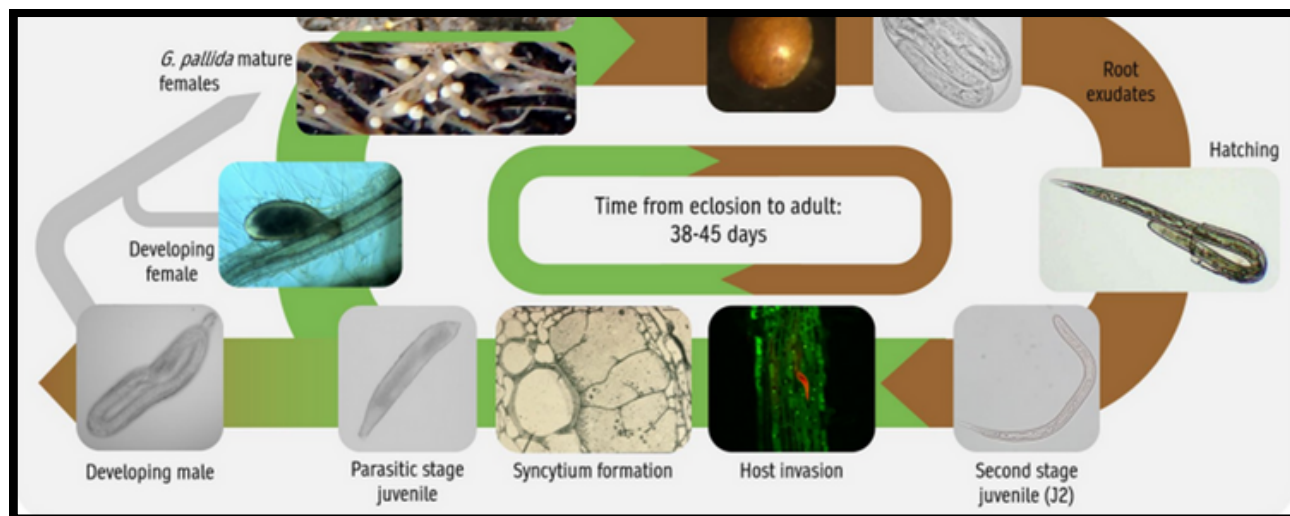 G. pallida mature
females
Root
exudates
Hatching
Time from eclosion to adult:
38-45 days
Developing
female
Developing male
Parasitic stage
juvenile
Syncytium formation
Host invasion
Second stage
juvenile (J2)